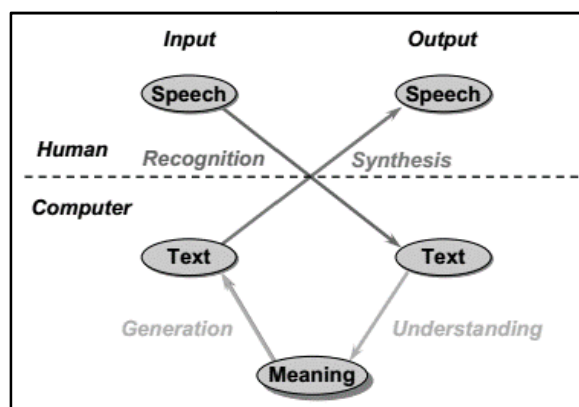 Input Output
Speech Speech
Human
Recognition Synthesis
Computer
Text Text
Generation Understanding
Meaning